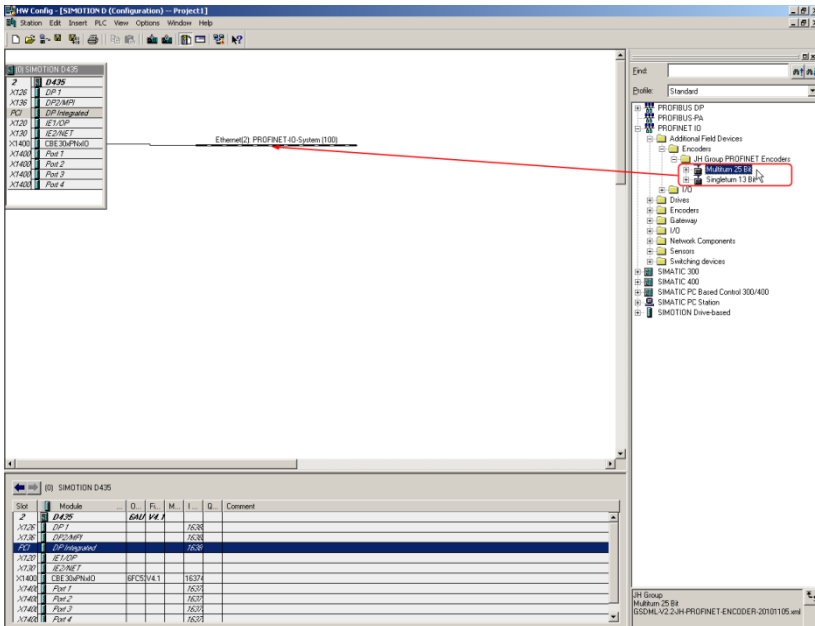 HW Config - [SIMOTION D (Configuration) -- Project1]
Station Edit Insert PLC View Options Window Help
(0) SIMOTION D435
2 D435
X126 DP 1
X136 DP2/MPI
PCI DP Integrated
X120 IE1/OP
X130 IE2/NET
X1400 CBE30xPNxIO
X1400 Port 1
X1400 Port 2
X1400 Port 3
X1400 Port 4
Ethernet(2): PROFINET-IO-System (100)
Find:
Profile: Standard
PROFIBUS DP
PROFIBUS-PA
PROFINET IO
Additional Field Devices
Encoders
JH Group PROFINET Encoders
Multiturn 25 Bit
Singleturn 13 Bit
I/O
Drives
Encoders
Gateway
I/O
Network Components
Sensors
Switching devices
SIMATIC 300
SIMATIC 400
SIMATIC PC Based Control 300/400
SIMATIC PC Station
SIMOTION Drive-based
(0) SIMOTION D435
Slot Module O... Fi... M... I... Q... Comment
2 D435 6AU V4.1
X126 DP 1 1638
X136 DP2/MPI 1638
PCI DP Integrated 1638
X120 IE1/OP
X130 IE2/NET
X1400 CBE30xPNxIO 6FC5 V4.1 1637
X1400 Port 1 1637
X1400 Port 2 1637
X1400 Port 3 1637
X1400 Port 4 1637
JH Group
Multiturn 25 Bit
GSDML-V2.2-JH-PROFINET-ENCODER-20101105.xml